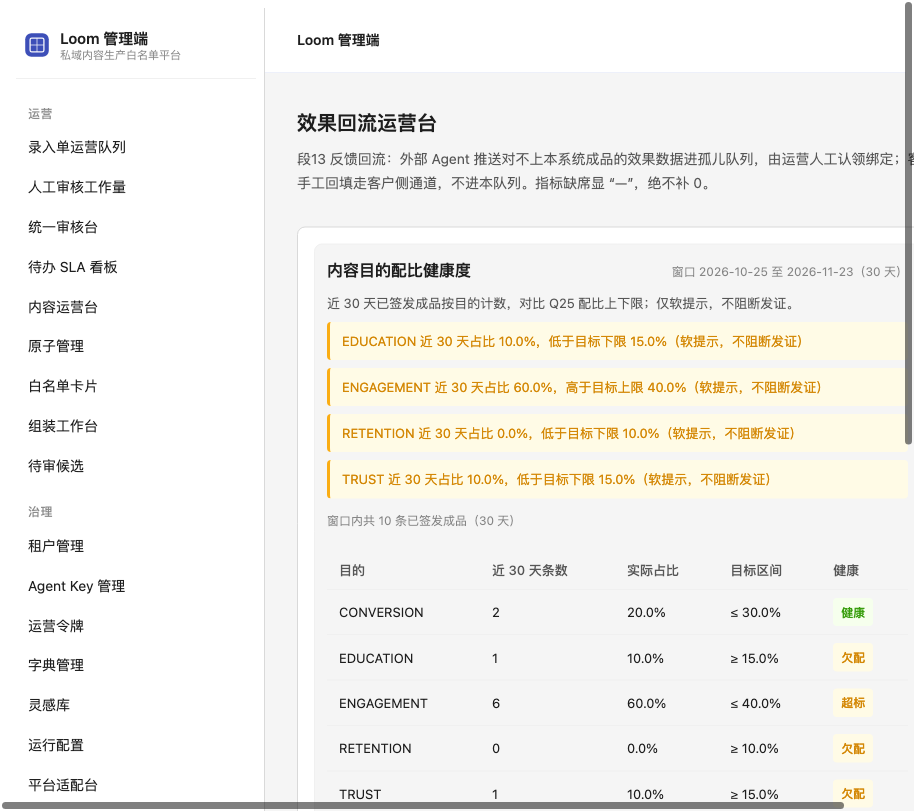 Loom 管理端
私域内容生产白名单平台
运营
录入单运营队列
人工审核工作量
统一审核台
待办 SLA 看板
内容运营台
原子管理
白名单卡片
组装工作台
待审候选
治理
租户管理
Agent Key 管理
运营令牌
字典管理
灵感库
运行配置
平台适配台
Loom 管理端
效果回流运营台
段13 反馈回流：外部 Agent 推送对不上本系统成品的效果数据进孤儿队列，由运营人工认领绑定；客
手工回填走客户侧通道，不进本队列。指标缺席显 “—”，绝不补 0。
内容目的配比健康度
窗口 2026-10-25 至 2026-11-23（30 天）
近 30 天已签发成品按目的计数，对比 Q25 配比上下限；仅软提示，不阻断发证。
EDUCATION 近 30 天占比 10.0%，低于目标下限 15.0%（软提示，不阻断发证）
ENGAGEMENT 近 30 天占比 60.0%，高于目标上限 40.0%（软提示，不阻断发证）
RETENTION 近 30 天占比 0.0%，低于目标下限 10.0%（软提示，不阻断发证）
TRUST 近 30 天占比 10.0%，低于目标下限 15.0%（软提示，不阻断发证）
窗口内共 10 条已签发成品（30 天）
目的 近 30 天条数 实际占比 目标区间 健康
CONVERSION 2 20.0% ≤ 30.0% 健康
EDUCATION 1 10.0% ≥ 15.0% 欠配
ENGAGEMENT 6 60.0% ≤ 40.0% 超标
RETENTION 0 0.0% ≥ 10.0% 欠配
TRUST 1 10.0% ≥ 15.0% 欠配